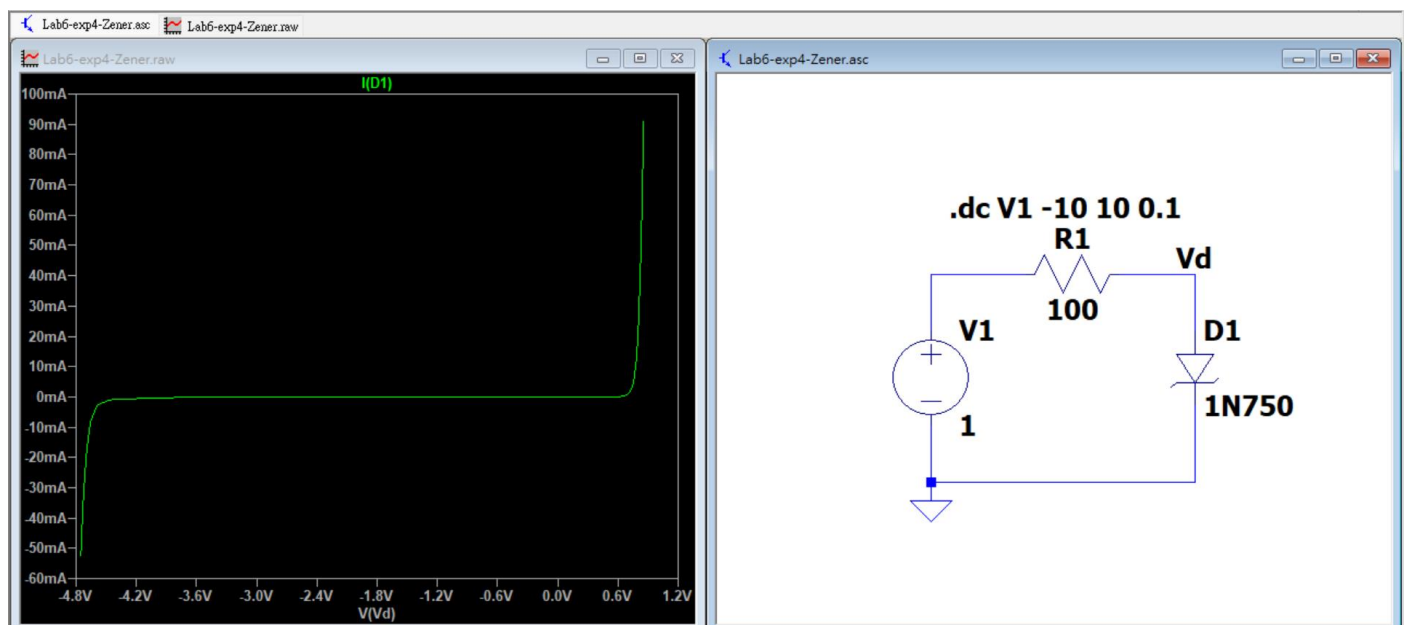 Lab6-exp4-Zener.asc Lab6-exp4-Zener.raw
Lab6-exp4-Zener.raw
I(D1)
100mA
90mA
80mA
70mA
60mA
50mA
40mA
30mA
20mA
10mA
0mA
-10mA
-20mA
-30mA
-40mA
-50mA
-60mA
-4.8V -4.2V -3.6V -3.0V -2.4V -1.8V -1.2V -0.6V 0.0V 0.6V 1.2V
V(Vd)
Lab6-exp4-Zener.asc
.dc V1 -10 10 0.1
R1
Vd
100
V1
D1
1N750
1